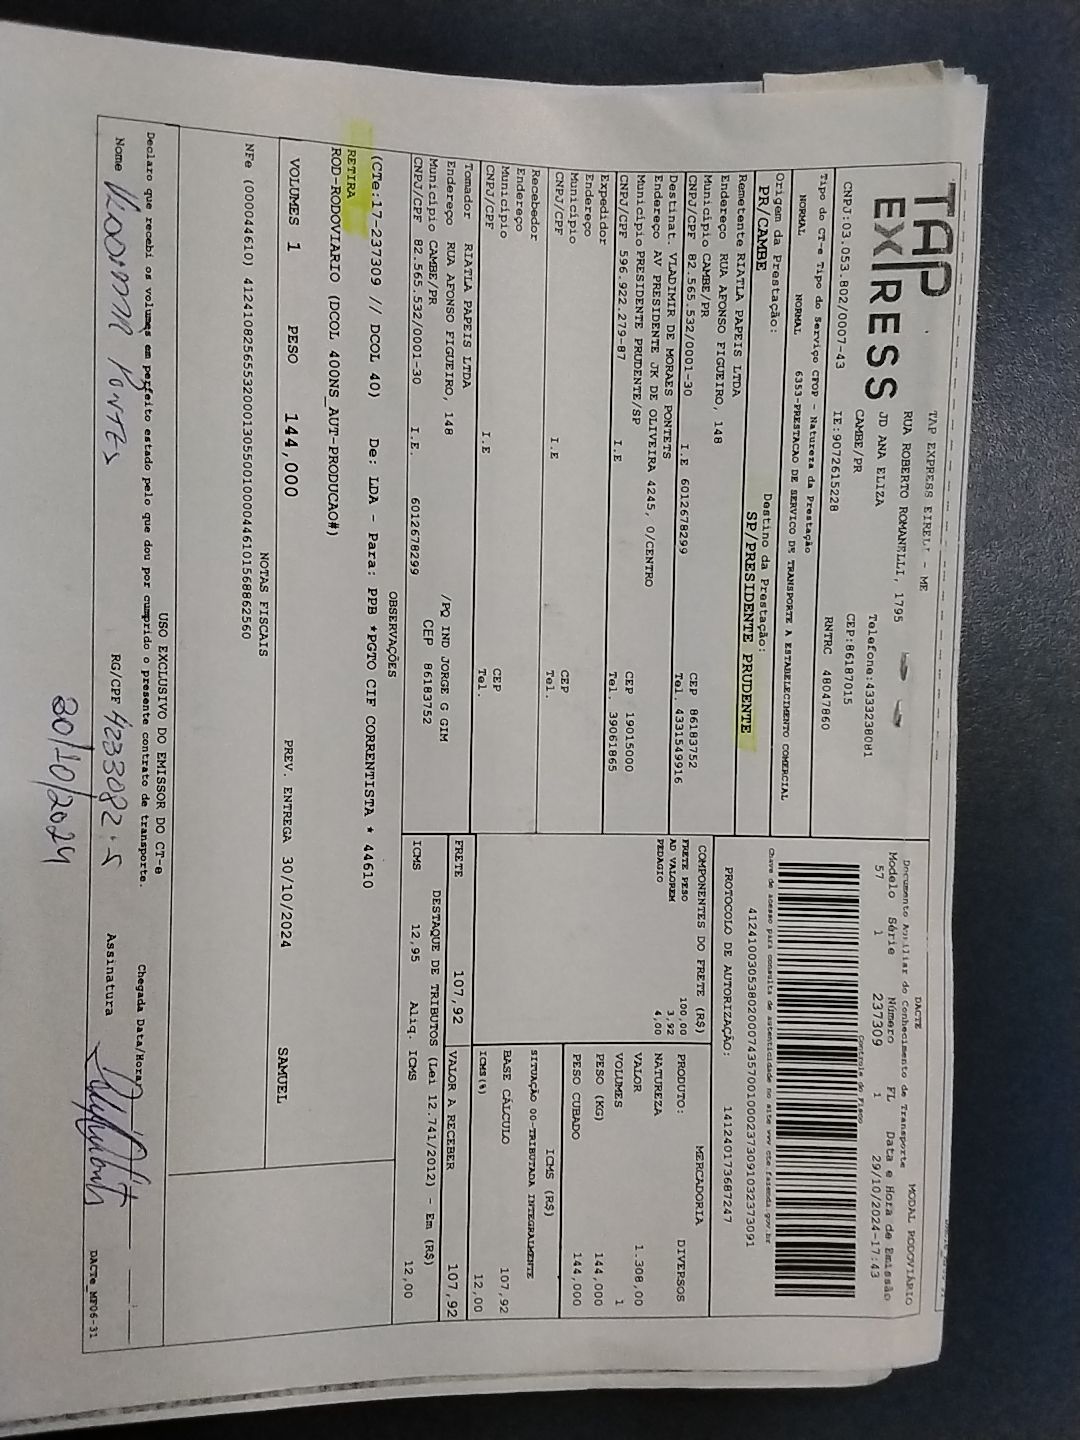 TAP
EXPRESS
TAP EXPRESS EIRELI - ME
RUA ROBERTO ROMANELLI, 1795
JD ANA ELIZA
CAMBE/PR
Telefone:4333238081
CEP:86187015
CNPJ:03.053.802/0007-43 IE:9072615228 RNTRC 48047860
Tipo do CT-e Tipo do Serviço CFOP - Natureza da Prestação
NORMAL NORMAL 6353-PRESTACAO DE SERVICO DE TRANSPORTE A ESTABELECIMENTO COMERCIAL
Origem da Prestação: Destino da Prestação:
PR/CAMBE SP/PRESIDENTE PRUDENTE
Remetente RIATLA PAPEIS LTDA
Endereço RUA AFONSO FIGUEIRO, 148
Município CAMBE/PR CEP 86183752
CNPJ/CPF 82.565.532/0001-30 I.E 6012678299 Tel. 4331549916
Destinat. VLADIMIR DE MORAES PONTETS
Endereço AV PRESIDENTE JK DE OLIVEIRA 4245, 0/CENTRO
Município PRESIDENTE PRUDENTE/SP CEP 19015000
CNPJ/CPF 596.922.279-87 I.E Tel. 39061865
Expedidor
Endereço
Município CEP
CNPJ/CPF I.E Tel.
Recebedor
Endereço
Município CEP
CNPJ/CPF I.E Tel.
Tomador RIATLA PAPEIS LTDA
Endereço RUA AFONSO FIGUEIRO, 148 /PQ IND JORGE G GIM
Município CAMBE/PR CEP 86183752
CNPJ/CPF 82.565.532/0001-30 I.E. 6012678299
DACTE
Documento Auxiliar do Conhecimento de Transporte
MODAL RODOVIÁRIO
Modelo Série Número FL Data e Hora de Emissão
57 1 237309 1 29/10/2024-17:43
Controle do Fisco
Chave de acesso para consulta de autenticidade no site www.cte.fazenda.gov.br
41241003053802000743570010002373091032373091
PROTOCOLO DE AUTORIZAÇÃO: 141240173687247
COMPONENTES DO FRETE (R$)
FRETE PESO 100,00
AD VALOREM 3,92
PEDAGIO 4,00
PRODUTO: MERCADORIA
NATUREZA DIVERSOS
VALOR 1.308,00
VOLUMES 1
PESO (KG) 144,000
PESO CUBADO 144,000
ICMS (R$)
SITUAÇÃO 00-TRIBUTADA INTEGRALMENTE
BASE CÁLCULO 107,92
ICMS(%) 12,00
FRETE 107,92 VALOR A RECEBER 107,92
DESTAQUE DE TRIBUTOS (Lei 12.741/2012) - Em (R$)
ICMS 12,95 Aliq. ICMS 12,00
OBSERVAÇÕES
(CTe:17-237309 // DCOL 40) De: LDA - Para: PPB *PGTO CIF CORRENTISTA * 44610
RETIRA
ROD-RODOVIARIO (DCOL 400NS_AUT-PRODUCAO#)
VOLUMES 1 PESO 144,000 PREV. ENTREGA 30/10/2024 SAMUEL
NOTAS FISCAIS
NFe (000044610) 41241082565532000130550010000446101568862560
USO EXCLUSIVO DO EMISSOR DO CT-e
Declaro que recebi os volumes em perfeito estado pelo que dou por cumprido o presente contrato de transporte. Chegada Data/Hora
Nome PONTES RG/CPF 4233082-5 Assinatura
DACTe_MF06-31
30/10/2024